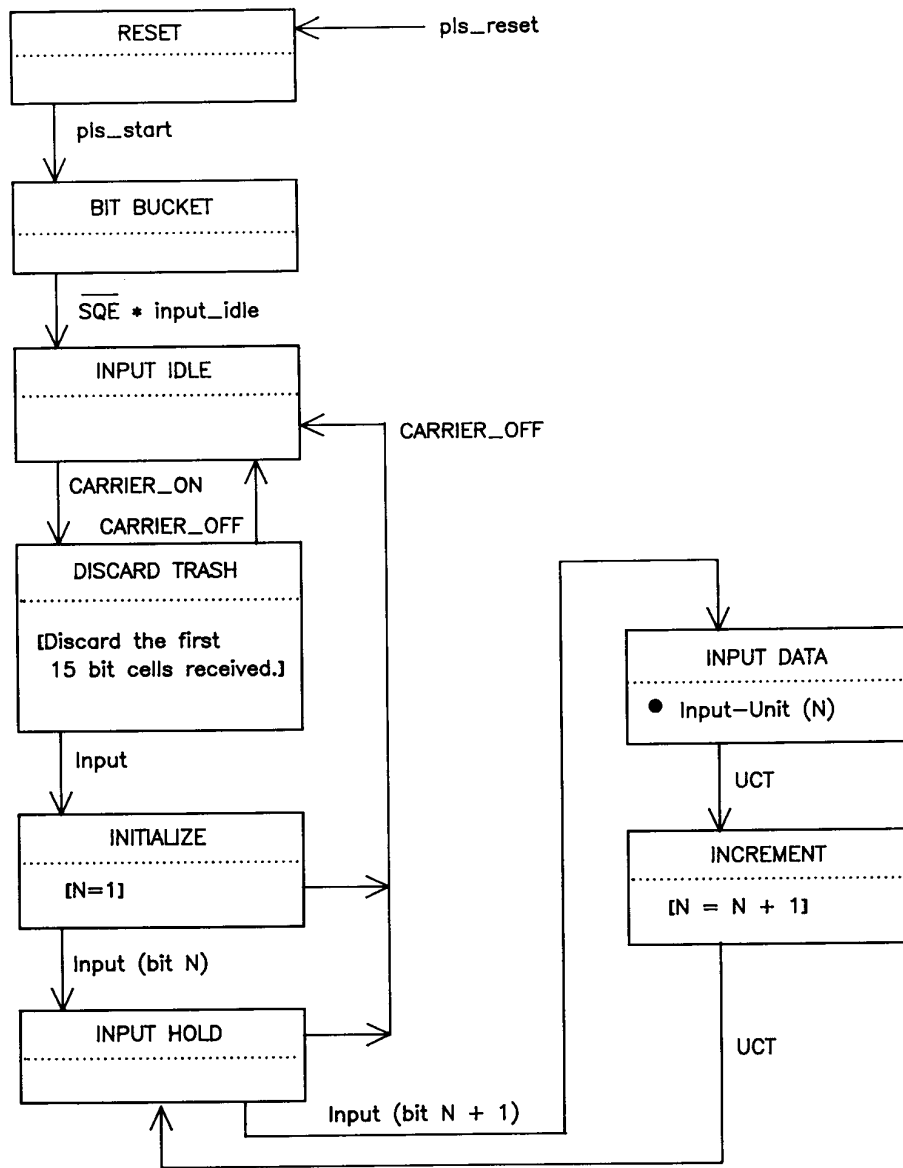 RESET
pls_reset
pls_start
BIT BUCKET
SQE * input_idle
INPUT IDLE
CARRIER_OFF
CARRIER_ON
CARRIER_OFF
DISCARD TRASH
[Discard the first
15 bit cells received.]
Input
INITIALIZE
[N=1]
Input (bit N)
INPUT HOLD
Input (bit N + 1)
INPUT DATA
● Input-Unit (N)
UCT
INCREMENT
[N = N + 1]
UCT